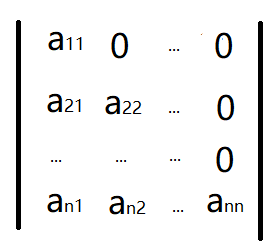 a11 0 ... 0
a21 a22 ... 0
... ... ... 0
an1 an2 ... ann